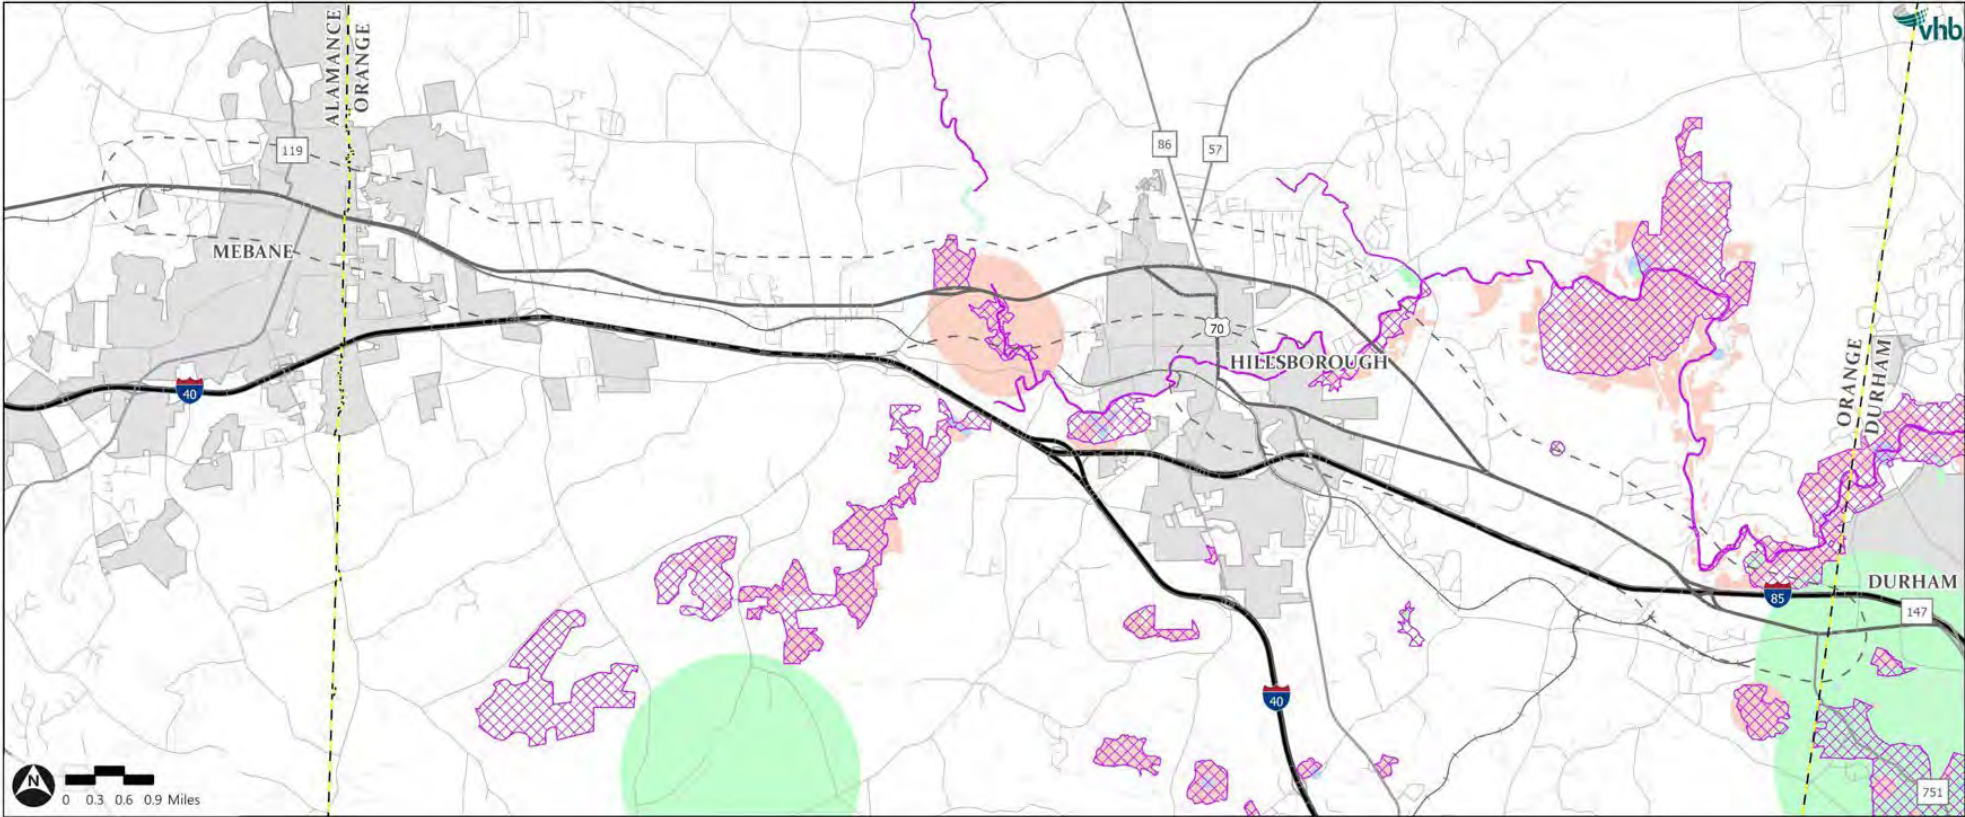 vhb
ALAMANCE
ORANGE
119
86
57
MEBANE
70
HILLSBOROUGH
40
ORANGE
DURHAM
DURHAM
85
147
40
N
0 0.3 0.6 0.9 Miles
751